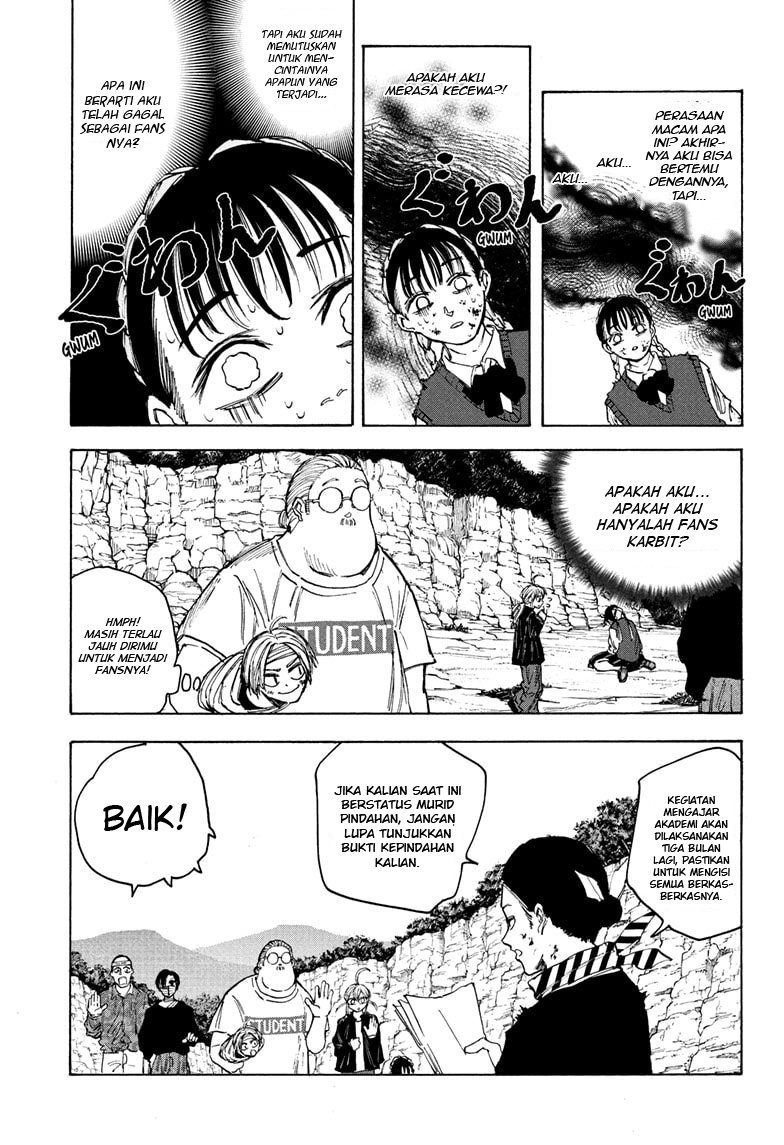 PERASAAN
MACAM APA
INI? AKHIR-
NYA AKU BISA
BERTEMU
DENGANNYA,
TAPI...
AKU...
AKU...
ぐわん
GWUM
APAKAH AKU
MERASA KECEWA?!
ぐわん
GWUM
TAPI AKU SUDAH
MEMUTUSKAN
UNTUK MEN-
CINTAINYA
APAPUN YANG
TERJADI...
APA INI
BERARTI AKU
TELAH GAGAL
SEBAGAI FANS
NYA?
ぐわん
GWUM
APAKAH AKU...
APAKAH AKU
HANYALAH FANS
KARBIT?
STUDENT
HMPH!
MASIH TERLAU
JAUH DIRIMU
UNTUK MENJADI
FANSNYA!
KEGIATAN
MENGAJAR
AKADEMI AKAN
DILAKSANAKAN
TIGA BULAN
LAGI, PASTIKAN
UNTUK MENGISI
SEMUA BERKAS-
BERKASNYA.
JIKA KALIAN SAAT INI
BERSTATUS MURID
PINDAHAN, JANGAN
LUPA TUNJUKKAN
BUKTI KEPINDAHAN
KALIAN.
BAIK!
STUDENT